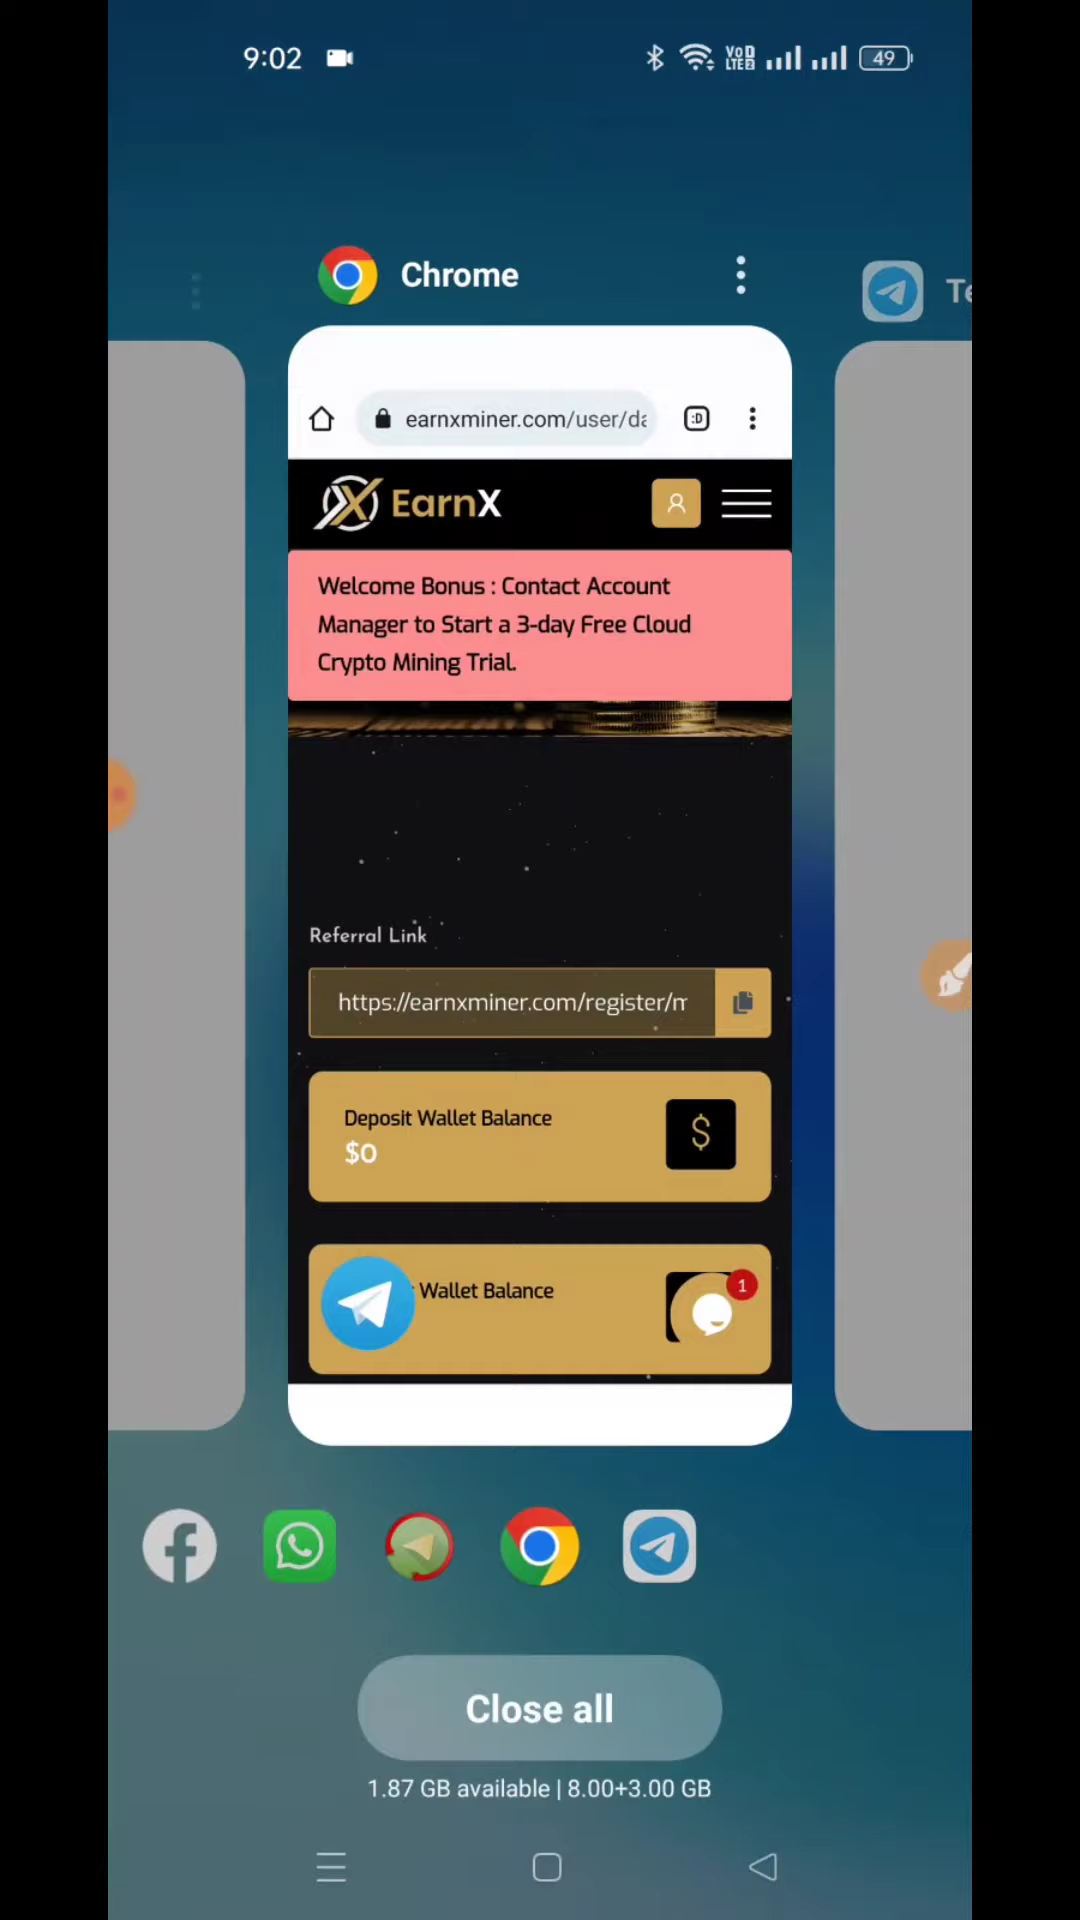 9:02
VoD
LTE2
49
Chrome
earnxminer.com/user/da
:D
EarnX
Welcome Bonus : Contact Account
Manager to Start a 3-day Free Cloud
Crypto Mining Trial.
Referral Link
https://earnxminer.com/register/m
Deposit Wallet Balance
$0
$
Wallet Balance
1
Close all
1.87 GB available | 8.00+3.00 GB